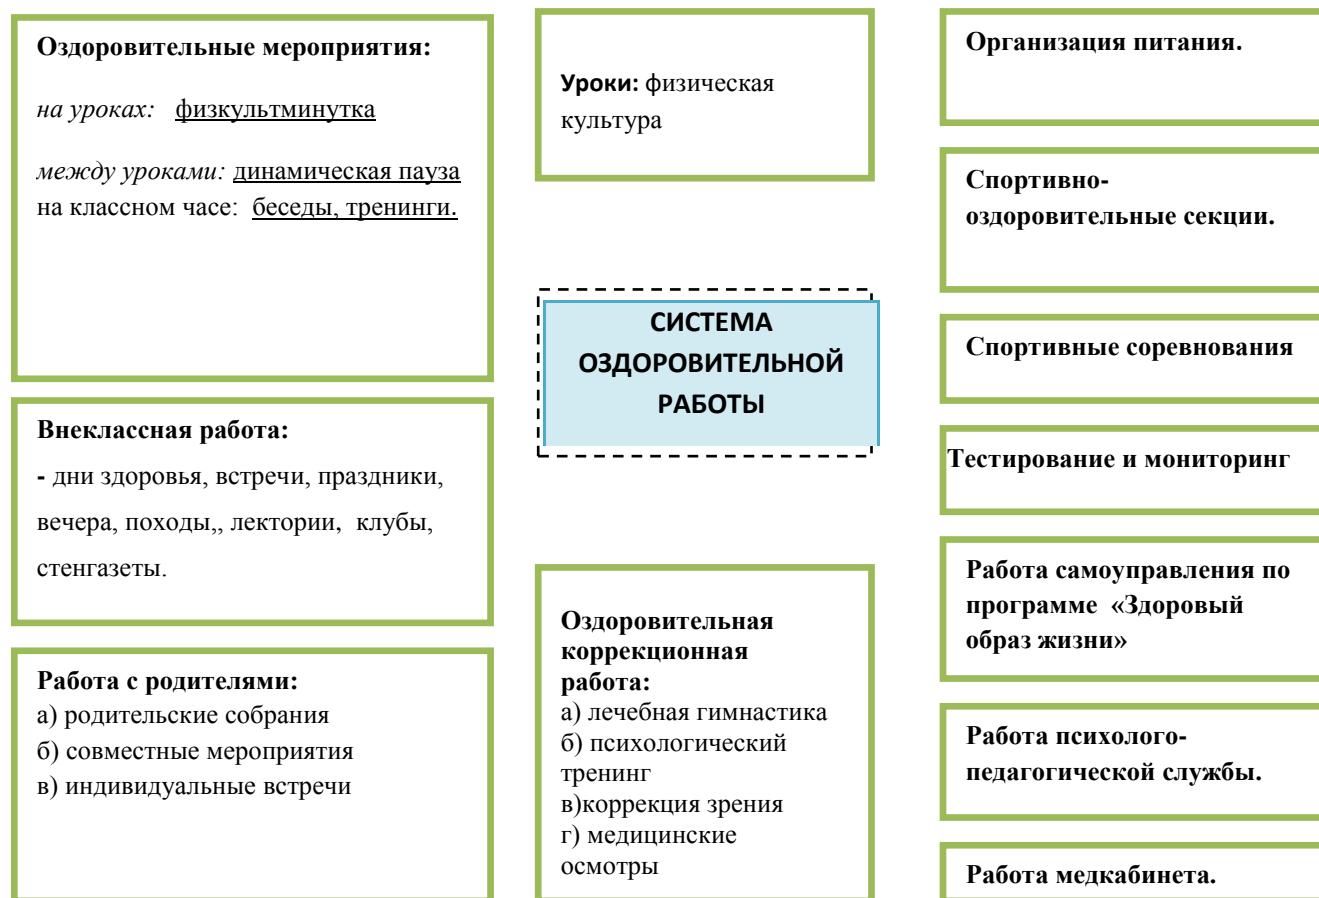 Оздоровительные мероприятия:
на уроках: физкультминутка
между уроками: динамическая пауза
на классном часе: беседы, тренинги.
Внеклассная работа:
- дни здоровья, встречи, праздники,
вечера, походы,, лектории, клубы,
стенгазеты.
Работа с родителями:
а) родительские собрания
б) совместные мероприятия
в) индивидуальные встречи
Уроки: физическая
культура
СИСТЕМА
ОЗДОРОВИТЕЛЬНОЙ
РАБОТЫ
Оздоровительная
коррекционная
работа:
а) лечебная гимнастика
б) психологический
тренинг
в)коррекция зрения
г) медицинские
осмотры
Организация питания.
Спортивно-
оздоровительные секции.
Спортивные соревнования
Тестирование и мониторинг
Работа самоуправления по
программе «Здоровый
образ жизни»
Работа психолого-
педагогической службы.
Работа медкабинета.